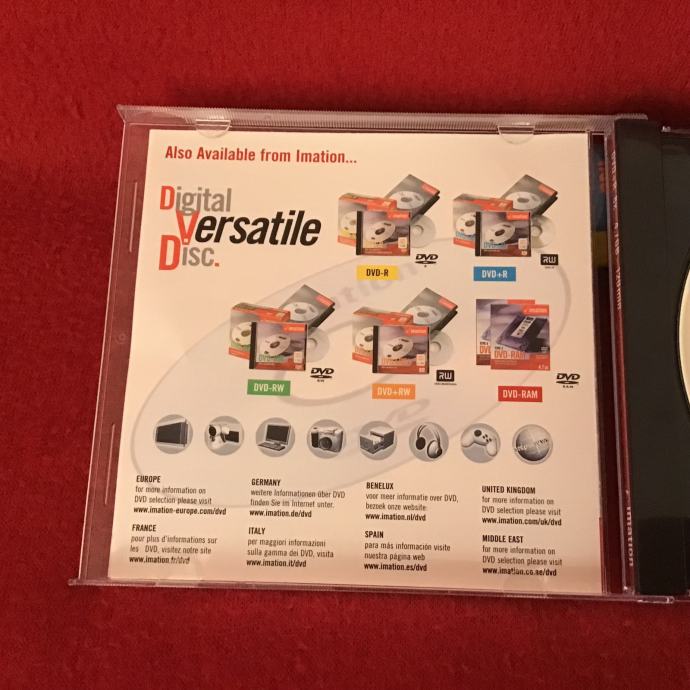 Also Available from Imation...
Digital
Versatile
Disc.
DVD
R
RW
DVD-R
DVD+R
DVD
RW
DVD
DVD-RW
DVD+RW
DVD-RAM
EUROPE
for more information on
DVD selection please visit
www.imation-europe.com/dvd
GERMANY
weitere Informationen über DVD
finden Sie im Internet unter.
www.imation.de/dvd
BENELUX
voor meer informatie over DVD,
bezoek onze website:
www.imation.nl/dvd
UNITED KINGDOM
for more information on
DVD selection please visit
www.imation.com/uk/dvd
FRANCE
pour plus d'informations sur
les DVD, visitez notre site
www.imation.fr/dvd
ITALY
per maggiori informazioni
sulla gamma dei DVD, visita
www.imation.it/dvd
SPAIN
para más información visite
nuestra página web
www.imation.es/dvd
MIDDLE EAST
for more information on
DVD selection please visit
www.imation.co.ae/dvd
imation